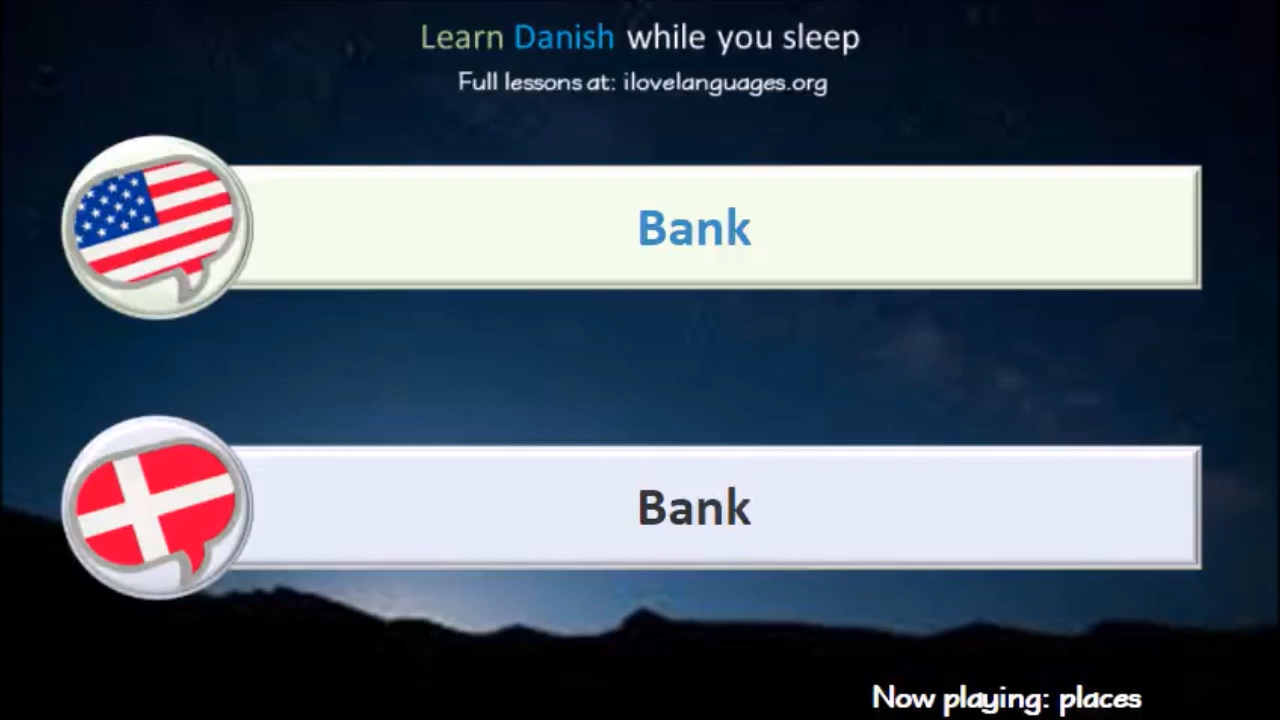 Learn Danish while you sleep
Full lessons at: ilovelanguages.org
Bank
Bank
Now playing: places